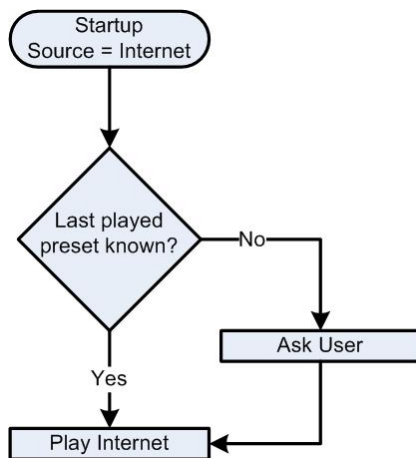 Startup
Source = Internet
Last played
preset known?
No
Ask User
Yes
Play Internet